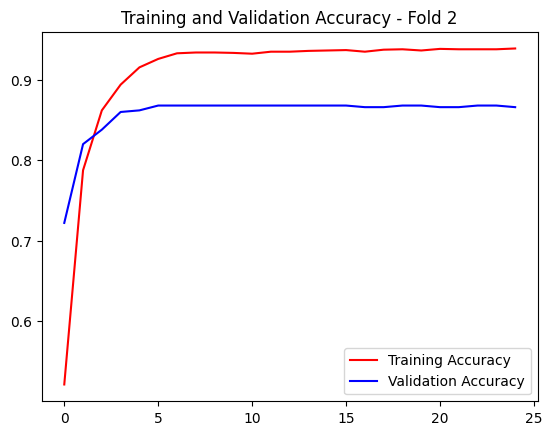 Training and Validation Accuracy - Fold 2
0.9
0.8
0.7
0.6
Training Accuracy
Validation Accuracy
0 5 10 15 20 25